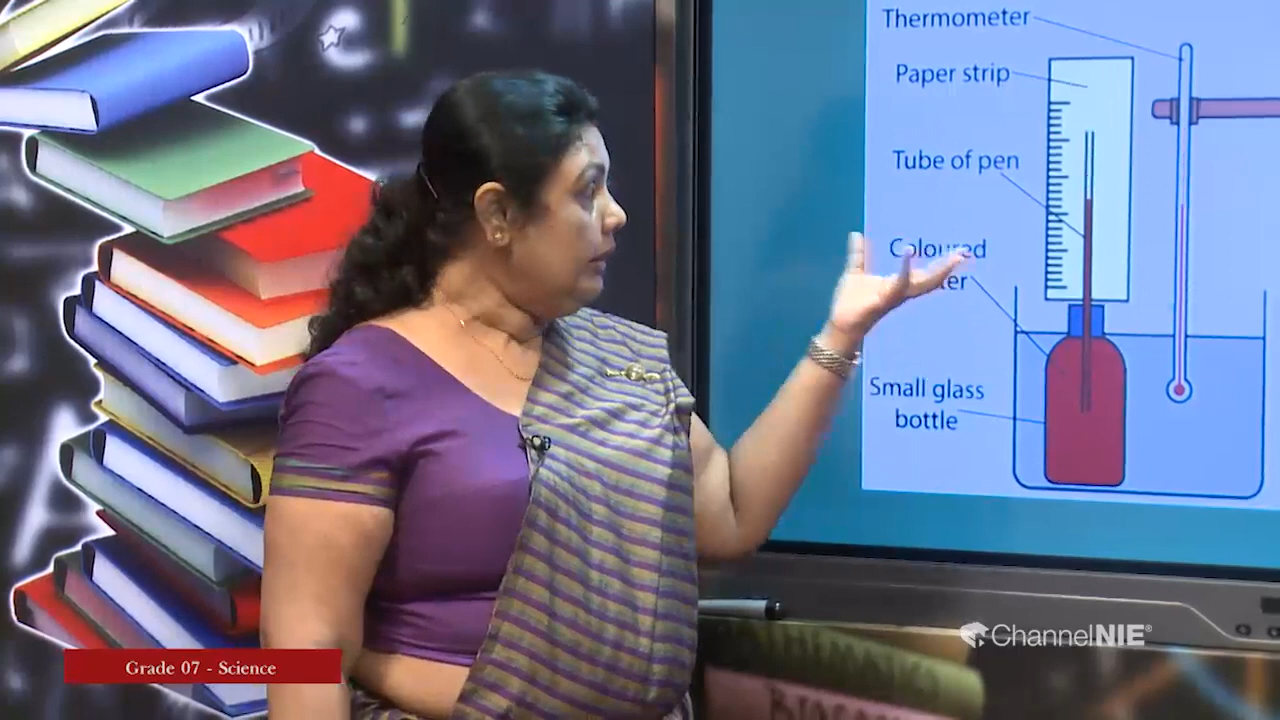 Thermometer
Paper strip
Tube of pen
Coloured
Small glass
bottle
ChannelNIE®
Grade 07 - Science